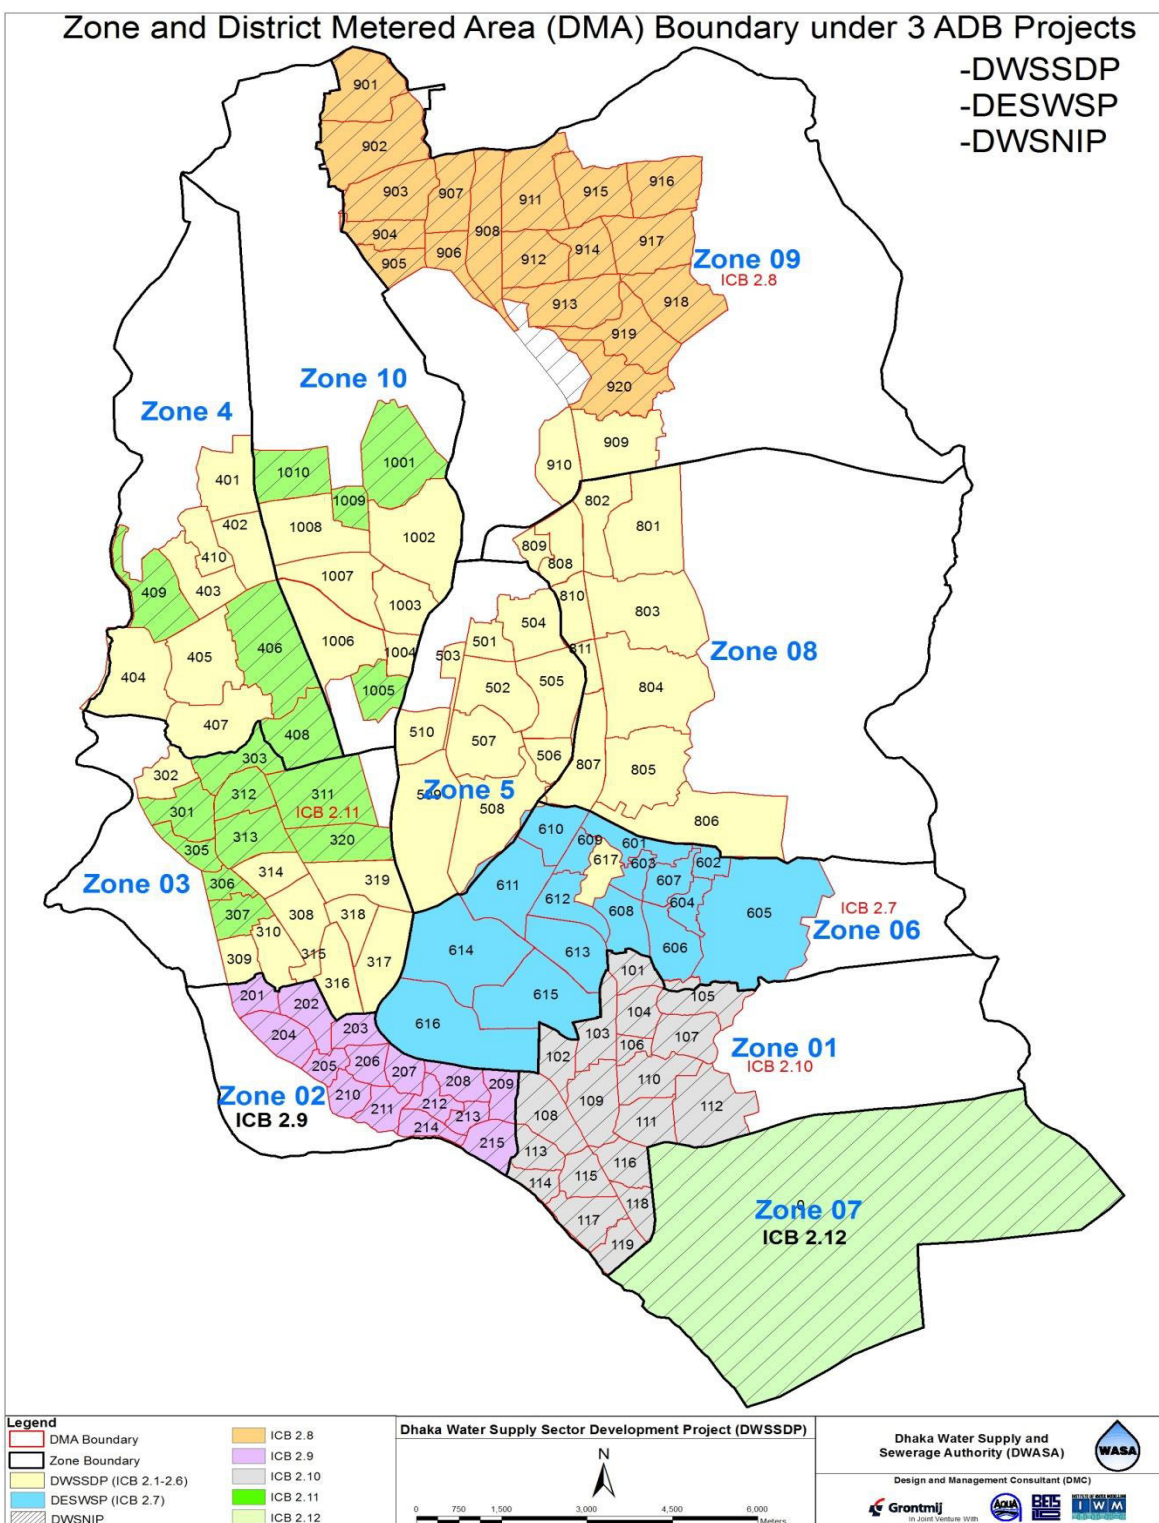 Zone and District Metered Area (DMA) Boundary under 3 ADB Projects
-DWSSDP
-DESWSP
-DWSNIP
901
902
903
907
911
915
916
904
908
905
906
912
914
917
Zone 09
ICB 2.8
913
918
919
920
Zone 10
Zone 4
909
910
401
1010
1001
1009
402
1008
1002
802
801
809
808
410
409
403
1007
1003
810
803
504
501
404
405
406
1006
1004
503
811
Zone 08
1005
502
505
804
407
408
510
507
506
807
805
303
302
301
312
311
ICB 2.11
509
Zone 5
508
806
313
305
320
610
609
601
617
603
602
314
319
306
Zone 03
611
607
307
308
318
612
608
604
605
ICB 2.7
Zone 06
310
309
315
317
614
613
606
316
101
201
202
615
105
104
203
204
616
103
107
106
102
Zone 01
ICB 2.10
205
206
207
208
209
110
Zone 02
ICB 2.9
210
211
212
213
214
215
108
109
111
112
113
114
115
116
118
117
119
Zone 07
ICB 2.12
Legend
DMA Boundary
Zone Boundary
DWSSDP (ICB 2.1-2.6)
DESWSP (ICB 2.7)
DWSNIP
ICB 2.8
ICB 2.9
ICB 2.10
ICB 2.11
ICB 2.12
Dhaka Water Supply Sector Development Project (DWSSDP)
N
0 750 1,500 3,000 4,500 6,000
Meters
Dhaka Water Supply and
Sewerage Authority (DWASA)
WASA
Design and Management Consultant (DMC)
Grontmij
In Joint Venture With
AQUA
BETS
INSTITUTE OF WATER MODELLING
IWM